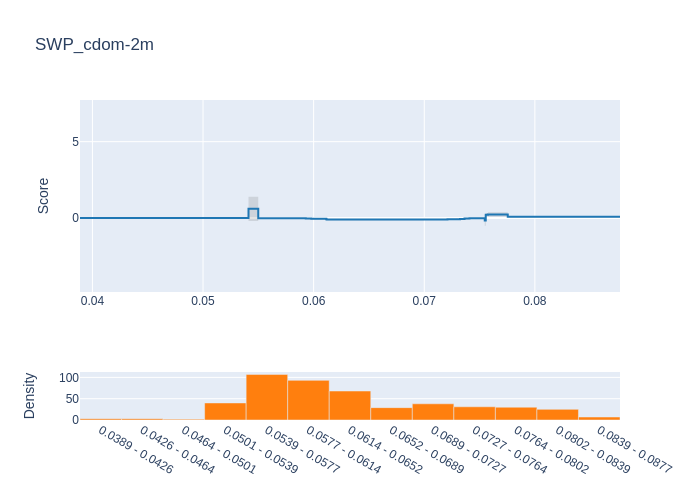 SWP_cdom-2m
Score
5
0
0.04 0.05 0.06 0.07 0.08
Density
100
50
0
0.0389 - 0.0426
0.0426 - 0.0464
0.0464 - 0.0501
0.0501 - 0.0539
0.0539 - 0.0577
0.0577 - 0.0614
0.0614 - 0.0652
0.0652 - 0.0689
0.0689 - 0.0727
0.0727 - 0.0764
0.0764 - 0.0802
0.0802 - 0.0839
0.0839 - 0.0877